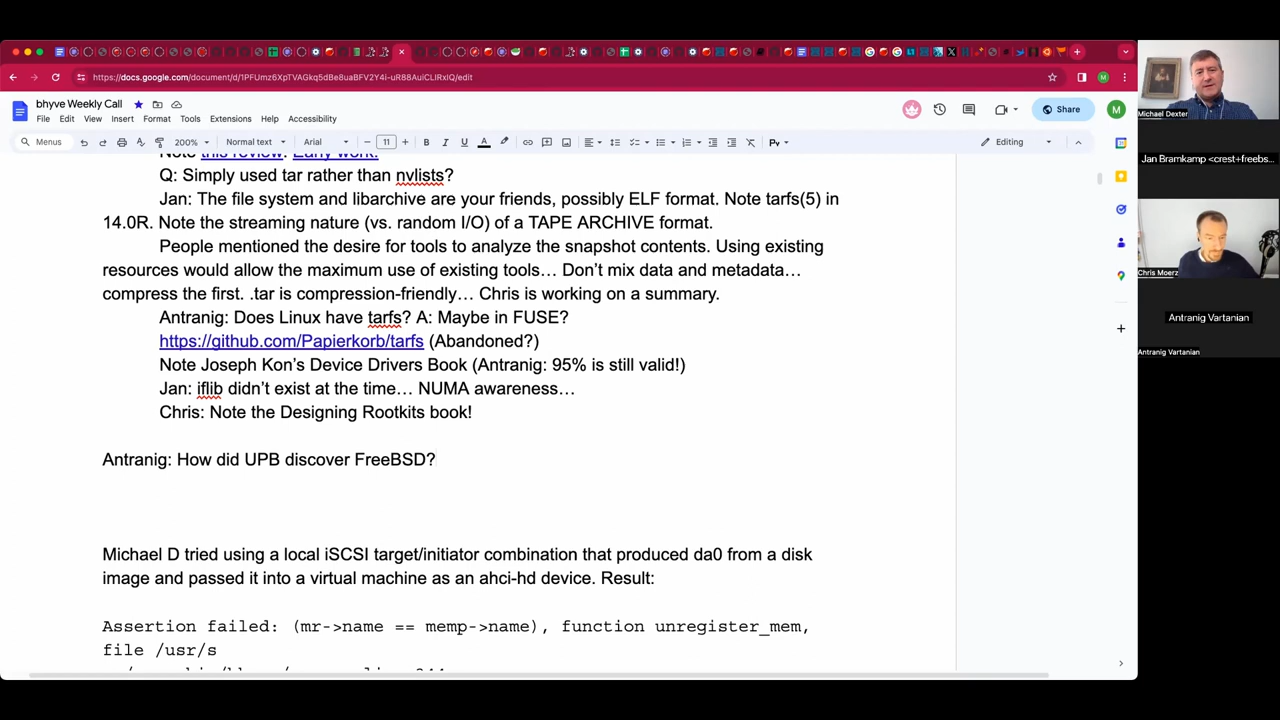 https://docs.google.com/document/d/1PFUmz6XpTVAGkq5dBe8uaBFV2Y4i-uR88AuiCLIRxIQ/edit
bhyve Weekly Call
File Edit View Insert Format Tools Extensions Help Accessibility
Share
M
Menus
200%
Normal text
Arial
11
Editing
Note this review. Early work!
Q: Simply used tar rather than nvlists?
Jan: The file system and libarchive are your friends, possibly ELF format. Note tarfs(5) in
14.0R. Note the streaming nature (vs. random I/O) of a TAPE ARCHIVE format.
People mentioned the desire for tools to analyze the snapshot contents. Using existing
resources would allow the maximum use of existing tools… Don’t mix data and metadata…
compress the first. .tar is compression-friendly… Chris is working on a summary.
Antranig: Does Linux have tarfs? A: Maybe in FUSE?
https://github.com/Papierkorb/tarfs (Abandoned?)
Note Joseph Kon’s Device Drivers Book (Antranig: 95% is still valid!)
Jan: iflib didn’t exist at the time… NUMA awareness…
Chris: Note the Designing Rootkits book!
Antranig: How did UPB discover FreeBSD?
Michael D tried using a local iSCSI target/initiator combination that produced da0 from a disk
image and passed it into a virtual machine as an ahci-hd device. Result:
Assertion failed: (mr->name == memp->name), function unregister_mem,
file /usr/s
Michael Dexter
Jan Bramkamp <crest+freebs...
Chris Moerz
Antranig Vartanian
Antranig Vartanian